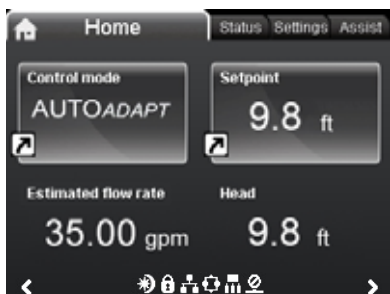 Home Status Settings Assist
Control mode Setpoint
AUTOADAPT 9.8 ft
Estimated flow rate Head
35.00 gpm 9.8 ft